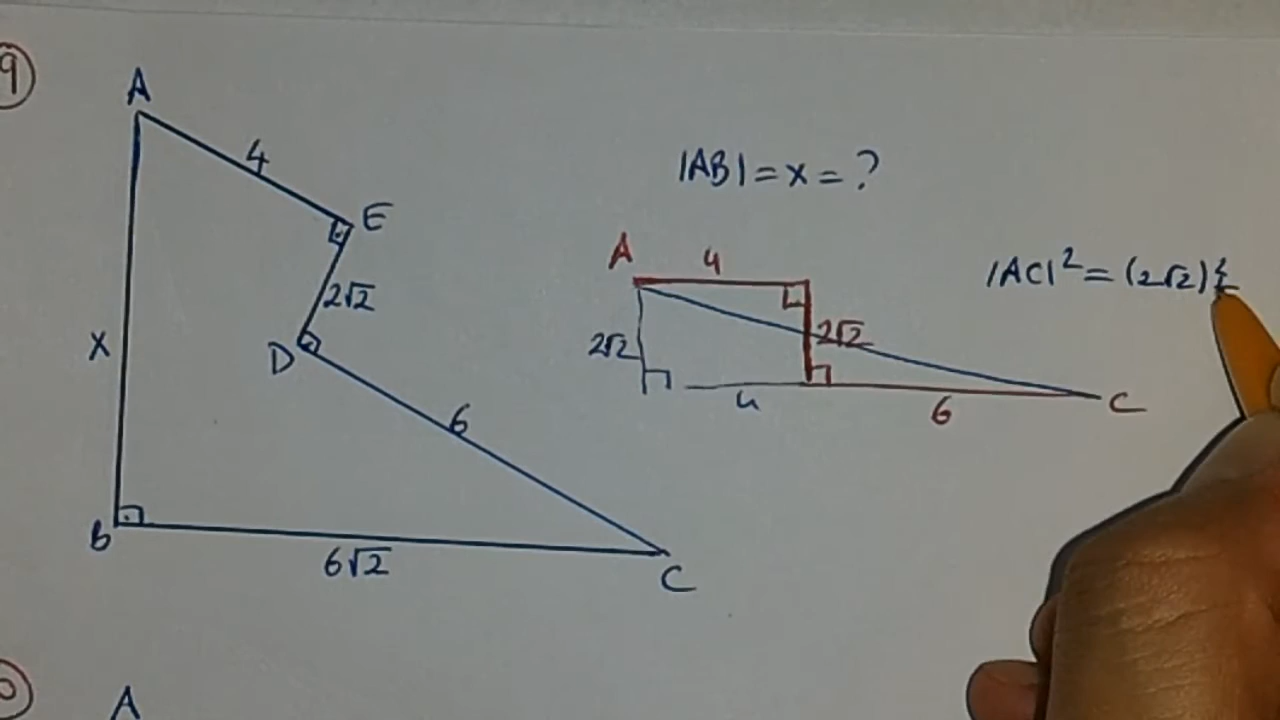 9
A
4
E
2√2
D
x
6
B
6√2
C
|AB| = x = ?
A
4
2√2
2√2
4
6
C
|AC|² = (2√2)²
A